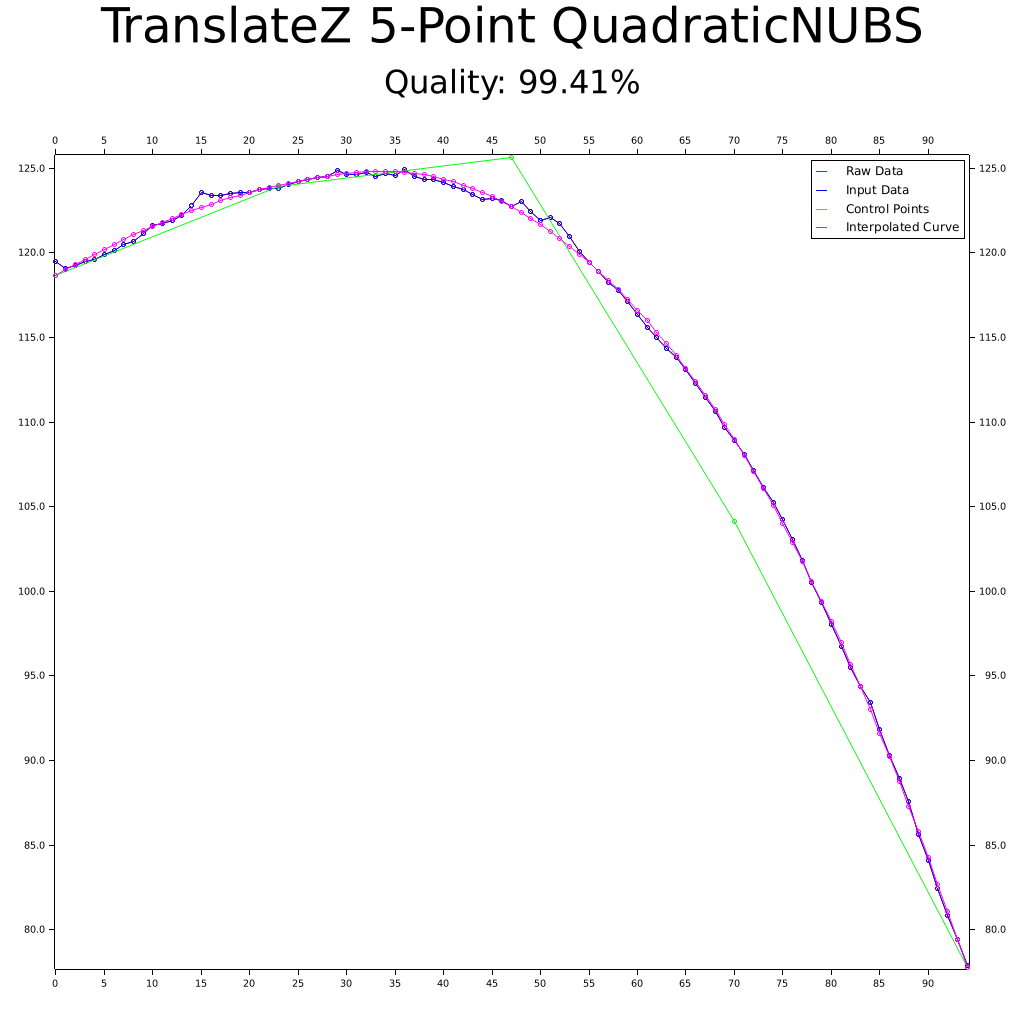 TranslateZ 5-Point QuadraticNUBS
Quality: 99.41%
0 5 10 15 20 25 30 35 40 45 50 55 60 65 70 75 80 85 90
125.0 125.0
Raw Data
Input Data
Control Points
Interpolated Curve
120.0 120.0
115.0 115.0
110.0 110.0
105.0 105.0
100.0 100.0
95.0 95.0
90.0 90.0
85.0 85.0
80.0 80.0
0 5 10 15 20 25 30 35 40 45 50 55 60 65 70 75 80 85 90